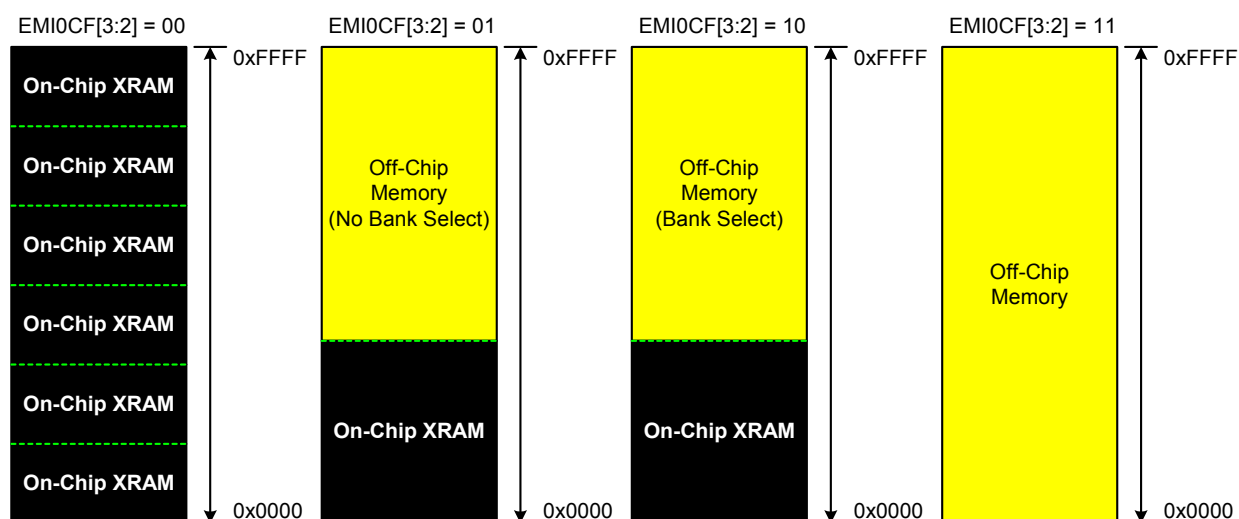 EMI0CF[3:2] = 00
EMI0CF[3:2] = 01
EMI0CF[3:2] = 10
EMI0CF[3:2] = 11
On-Chip XRAM
On-Chip XRAM
On-Chip XRAM
On-Chip XRAM
On-Chip XRAM
On-Chip XRAM
0xFFFF
0x0000
Off-Chip
Memory
(No Bank Select)
On-Chip XRAM
0xFFFF
0x0000
Off-Chip
Memory
(Bank Select)
On-Chip XRAM
0xFFFF
0x0000
Off-Chip
Memory
0xFFFF
0x0000